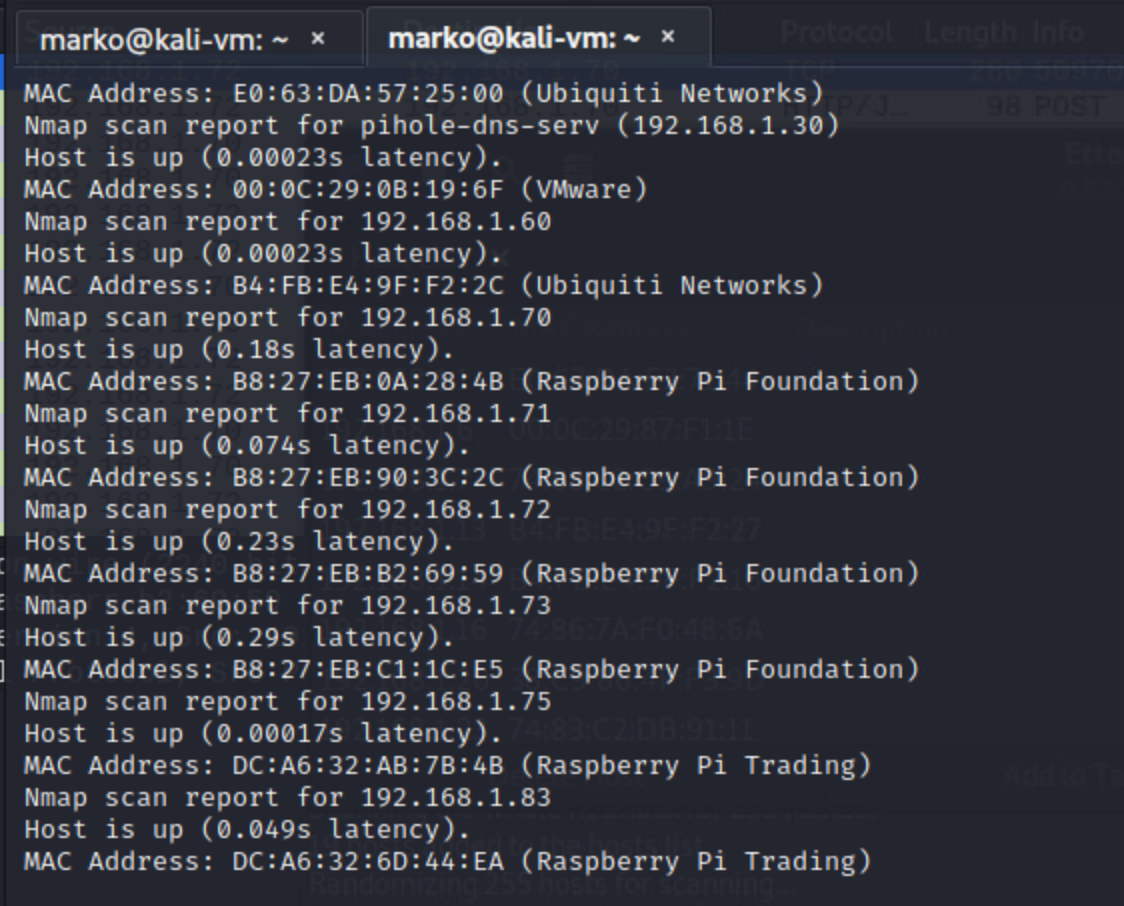 marko@kali-vm: ~ ×
marko@kali-vm: ~ ×
Protocol Length Info
MAC Address: E0:63:DA:57:25:00 (Ubiquiti Networks)
Nmap scan report for pihole-dns-serv (192.168.1.30)
Host is up (0.00023s latency).
MAC Address: 00:0C:29:0B:19:6F (VMware)
Nmap scan report for 192.168.1.60
Host is up (0.00023s latency).
MAC Address: B4:FB:E4:9F:F2:2C (Ubiquiti Networks)
Nmap scan report for 192.168.1.70
Host is up (0.18s latency).
MAC Address: B8:27:EB:0A:28:4B (Raspberry Pi Foundation)
Nmap scan report for 192.168.1.71
Host is up (0.074s latency).
MAC Address: B8:27:EB:90:3C:2C (Raspberry Pi Foundation)
Nmap scan report for 192.168.1.72
Host is up (0.23s latency).
MAC Address: B8:27:EB:B2:69:59 (Raspberry Pi Foundation)
Nmap scan report for 192.168.1.73
Host is up (0.29s latency).
MAC Address: B8:27:EB:C1:1C:E5 (Raspberry Pi Foundation)
Nmap scan report for 192.168.1.75
Host is up (0.00017s latency).
MAC Address: DC:A6:32:AB:7B:4B (Raspberry Pi Trading)
Nmap scan report for 192.168.1.83
Host is up (0.049s latency).
MAC Address: DC:A6:32:6D:44:EA (Raspberry Pi Trading)
Randomizing 255 hosts for scanning...